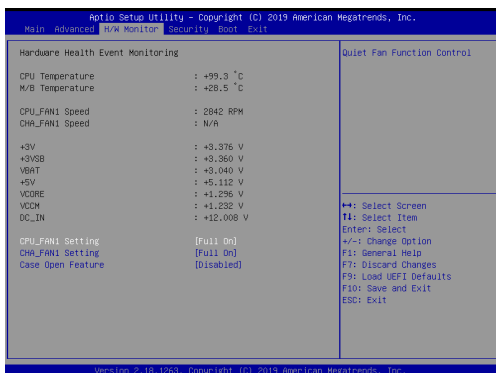 Aptio Setup Utility – Copyright (C) 2019 American Megatrends, Inc.
Main Advanced H/W Monitor Security Boot Exit
Hardware Health Event Monitoring
CPU Temperature : +99.3 °C
M/B Temperature : +28.5 °C
CPU_FAN1 Speed : 2842 RPM
CHA_FAN1 Speed : N/A
+3V : +3.376 V
+3VSB : +3.360 V
VBAT : +3.040 V
+5V : +5.112 V
VCORE : +1.296 V
VCCM : +1.232 V
DC_IN : +12.008 V
CPU_FAN1 Setting [Full On]
CHA_FAN1 Setting [Full On]
Case Open Feature [Disabled]
Quiet Fan Function Control
↔: Select Screen
↑↓: Select Item
Enter: Select
+/-: Change Option
F1: General Help
F7: Discard Changes
F9: Load UEFI Defaults
F10: Save and Exit
ESC: Exit
Version 2.18.1263. Copyright (C) 2019 American Megatrends, Inc.